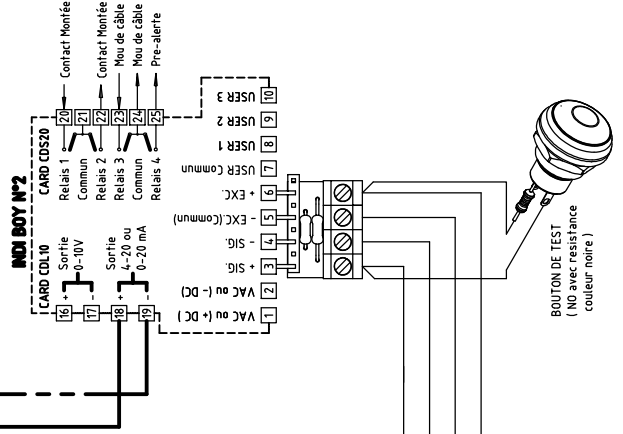 INDI BOY Nº2
CARD CDS20
20
21
22
23
24
25
Contact Montée
Contact Montée
Mou de câble
Mou de câble
Pre-alerte
Relais 1
Commun
Relais 2
Relais 3
Commun
Relais 4
CARD CDL10
16
17
18
19
+
-
+
-
Sortie
0-10V
Sortie
4-20 ou
0-20 mA
10 USER 3
9 USER 2
8 USER 1
7 USER Commun
6 + EXC.
5 - EXC.(Commun)
4 - SIG.
3 + SIG.
2 VAC ou (- DC)
1 VAC ou (+ DC )
BOUTON DE TEST
( NO avec resistance
couleur noire )